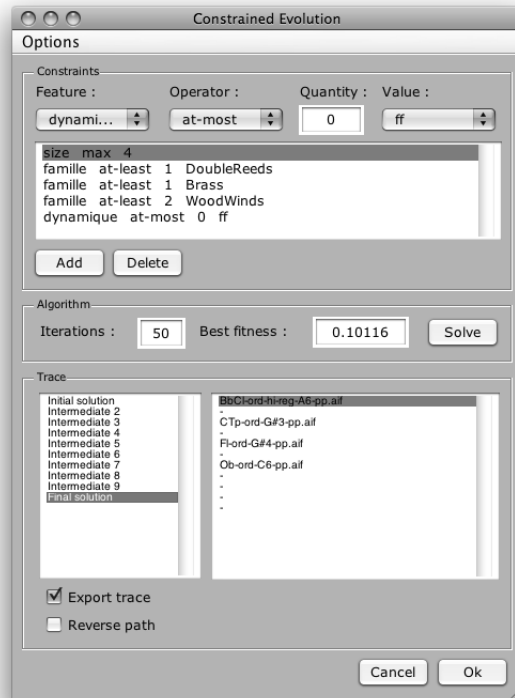 Constrained Evolution
Options
Constraints
Feature : Operator : Quantity : Value :
dynami... at-most 0 ff
size max 4
famille at-least 1 DoubleReeds
famille at-least 1 Brass
famille at-least 2 WoodWinds
dynamique at-most 0 ff
Add Delete
Algorithm
Iterations : 50 Best fitness : 0.10116 Solve
Trace
Initial solution
Intermediate 2
Intermediate 3
Intermediate 4
Intermediate 5
Intermediate 6
Intermediate 7
Intermediate 8
Intermediate 9
Final solution
BbCl-ord-hi-reg-A6-pp.aif
-
CTp-ord-G#3-pp.aif
-
Fl-ord-G#4-pp.aif
-
Ob-ord-C6-pp.aif
-
-
-
-
Export trace
Reverse path
Cancel Ok